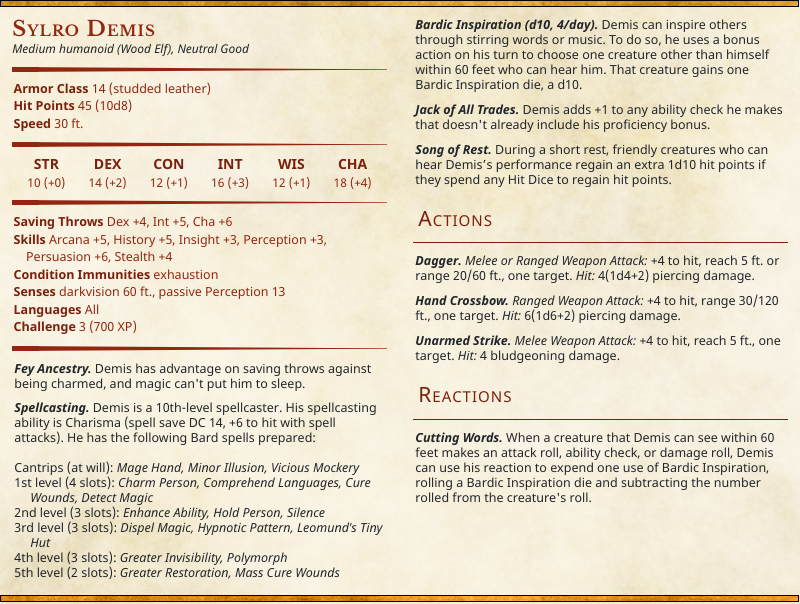 Sylro Demis
Medium humanoid (Wood Elf), Neutral Good
Armor Class 14 (studded leather)
Hit Points 45 (10d8)
Speed 30 ft.
STR DEX CON INT WIS CHA
10 (+0) 14 (+2) 12 (+1) 16 (+3) 12 (+1) 18 (+4)
Saving Throws Dex +4, Int +5, Cha +6
Skills Arcana +5, History +5, Insight +3, Perception +3,
Persuasion +6, Stealth +4
Condition Immunities exhaustion
Senses darkvision 60 ft., passive Perception 13
Languages All
Challenge 3 (700 XP)
Fey Ancestry. Demis has advantage on saving throws against
being charmed, and magic can't put him to sleep.
Spellcasting. Demis is a 10th-level spellcaster. His spellcasting
ability is Charisma (spell save DC 14, +6 to hit with spell
attacks). He has the following Bard spells prepared:
Cantrips (at will): Mage Hand, Minor Illusion, Vicious Mockery
1st level (4 slots): Charm Person, Comprehend Languages, Cure
Wounds, Detect Magic
2nd level (3 slots): Enhance Ability, Hold Person, Silence
3rd level (3 slots): Dispel Magic, Hypnotic Pattern, Leomund's Tiny
Hut
4th level (3 slots): Greater Invisibility, Polymorph
5th level (2 slots): Greater Restoration, Mass Cure Wounds
Bardic Inspiration (d10, 4/day). Demis can inspire others
through stirring words or music. To do so, he uses a bonus
action on his turn to choose one creature other than himself
within 60 feet who can hear him. That creature gains one
Bardic Inspiration die, a d10.
Jack of All Trades. Demis adds +1 to any ability check he makes
that doesn't already include his proficiency bonus.
Song of Rest. During a short rest, friendly creatures who can
hear Demis’s performance regain an extra 1d10 hit points if
they spend any Hit Dice to regain hit points.
Actions
Dagger. Melee or Ranged Weapon Attack: +4 to hit, reach 5 ft. or
range 20/60 ft., one target. Hit: 4(1d4+2) piercing damage.
Hand Crossbow. Ranged Weapon Attack: +4 to hit, range 30/120
ft., one target. Hit: 6(1d6+2) piercing damage.
Unarmed Strike. Melee Weapon Attack: +4 to hit, reach 5 ft., one
target. Hit: 4 bludgeoning damage.
Reactions
Cutting Words. When a creature that Demis can see within 60
feet makes an attack roll, ability check, or damage roll, Demis
can use his reaction to expend one use of Bardic Inspiration,
rolling a Bardic Inspiration die and subtracting the number
rolled from the creature's roll.